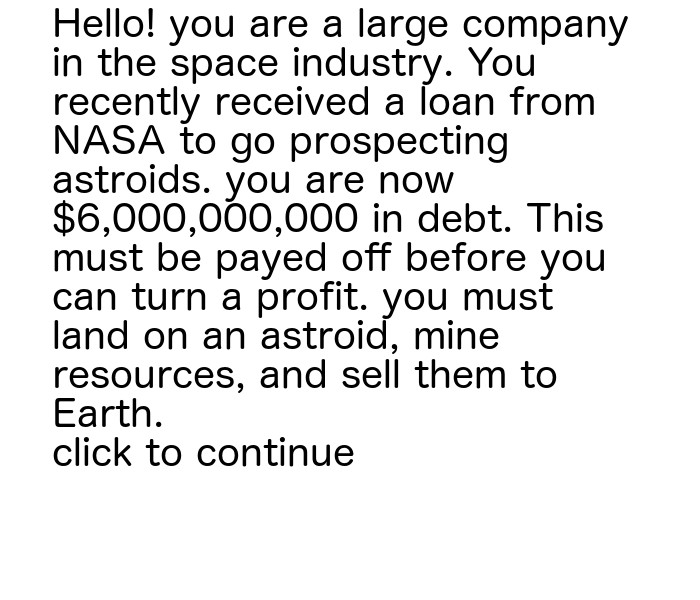 Hello! you are a large company
in the space industry. You
recently received a loan from
NASA to go prospecting
astroids. you are now
$6,000,000,000 in debt. This
must be payed off before you
can turn a profit. you must
land on an astroid, mine
resources, and sell them to
Earth.
click to continue